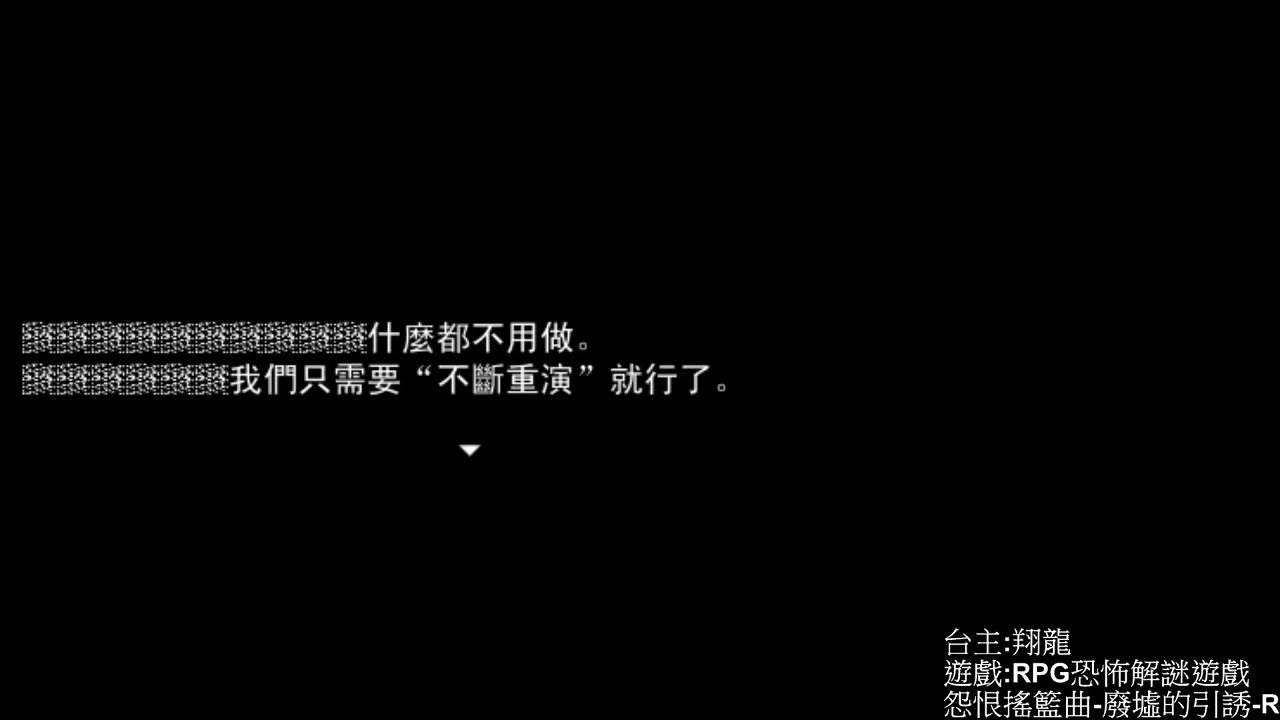 什麼都不用做。
我們只需要“不斷重演”就行了。
台主:翔龍
遊戲:RPG恐怖解謎遊戲
怨恨搖籃曲-廢墟的引誘-R